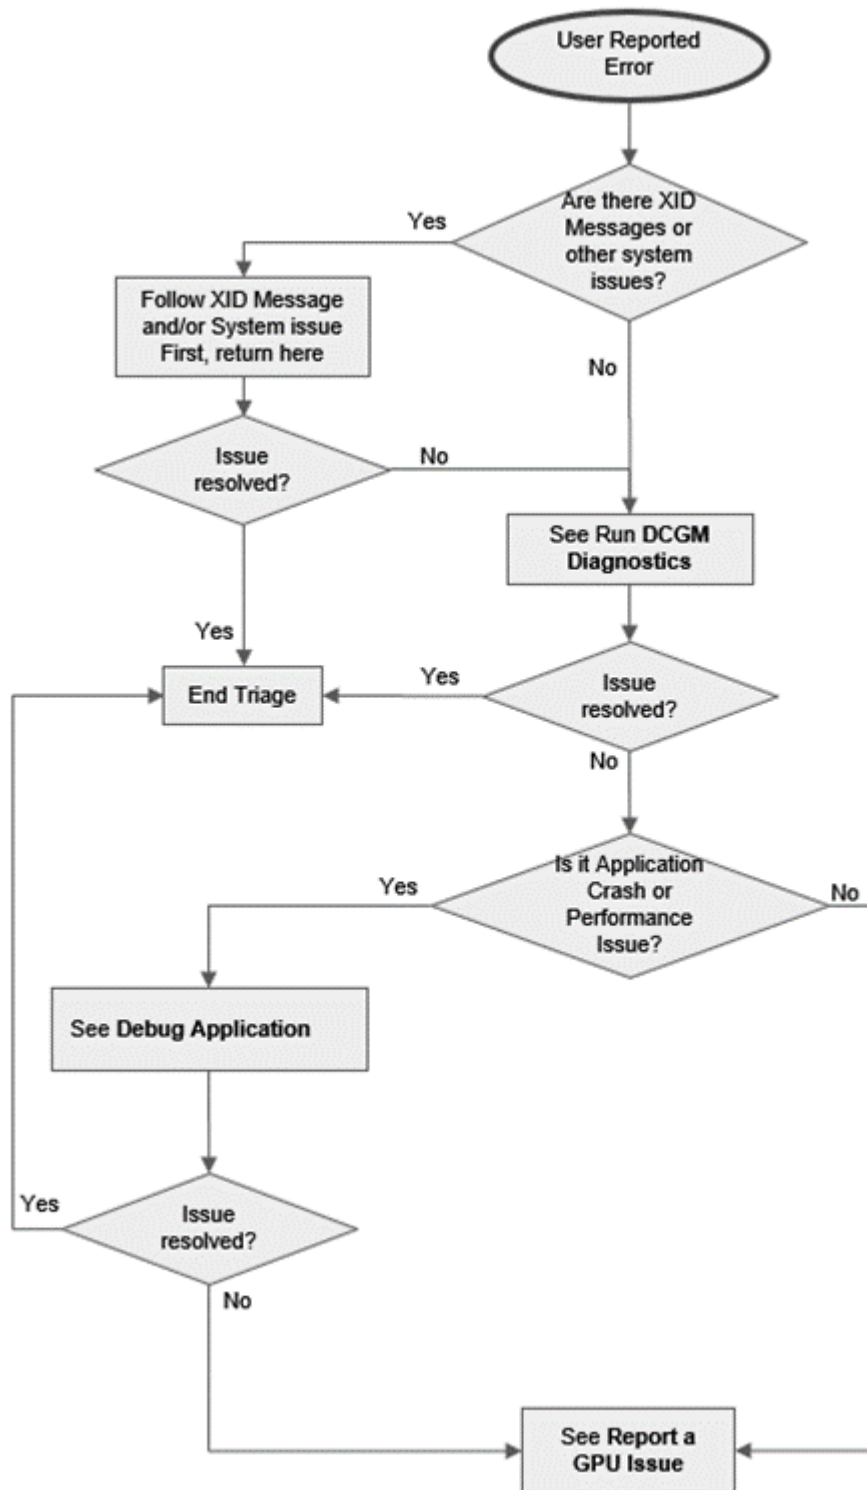 User Reported
Error
Are there XID
Messages or
other system
issues?
Yes
Follow XID Message
and/or System issue
First, return here
No
Issue
resolved?
No
See Run DCGM
Diagnostics
Yes
End Triage
Yes
Issue
resolved?
No
Is it Application
Crash or
Performance
Issue?
Yes
No
See Debug Application
Yes
Issue
resolved?
No
See Report a
GPU Issue